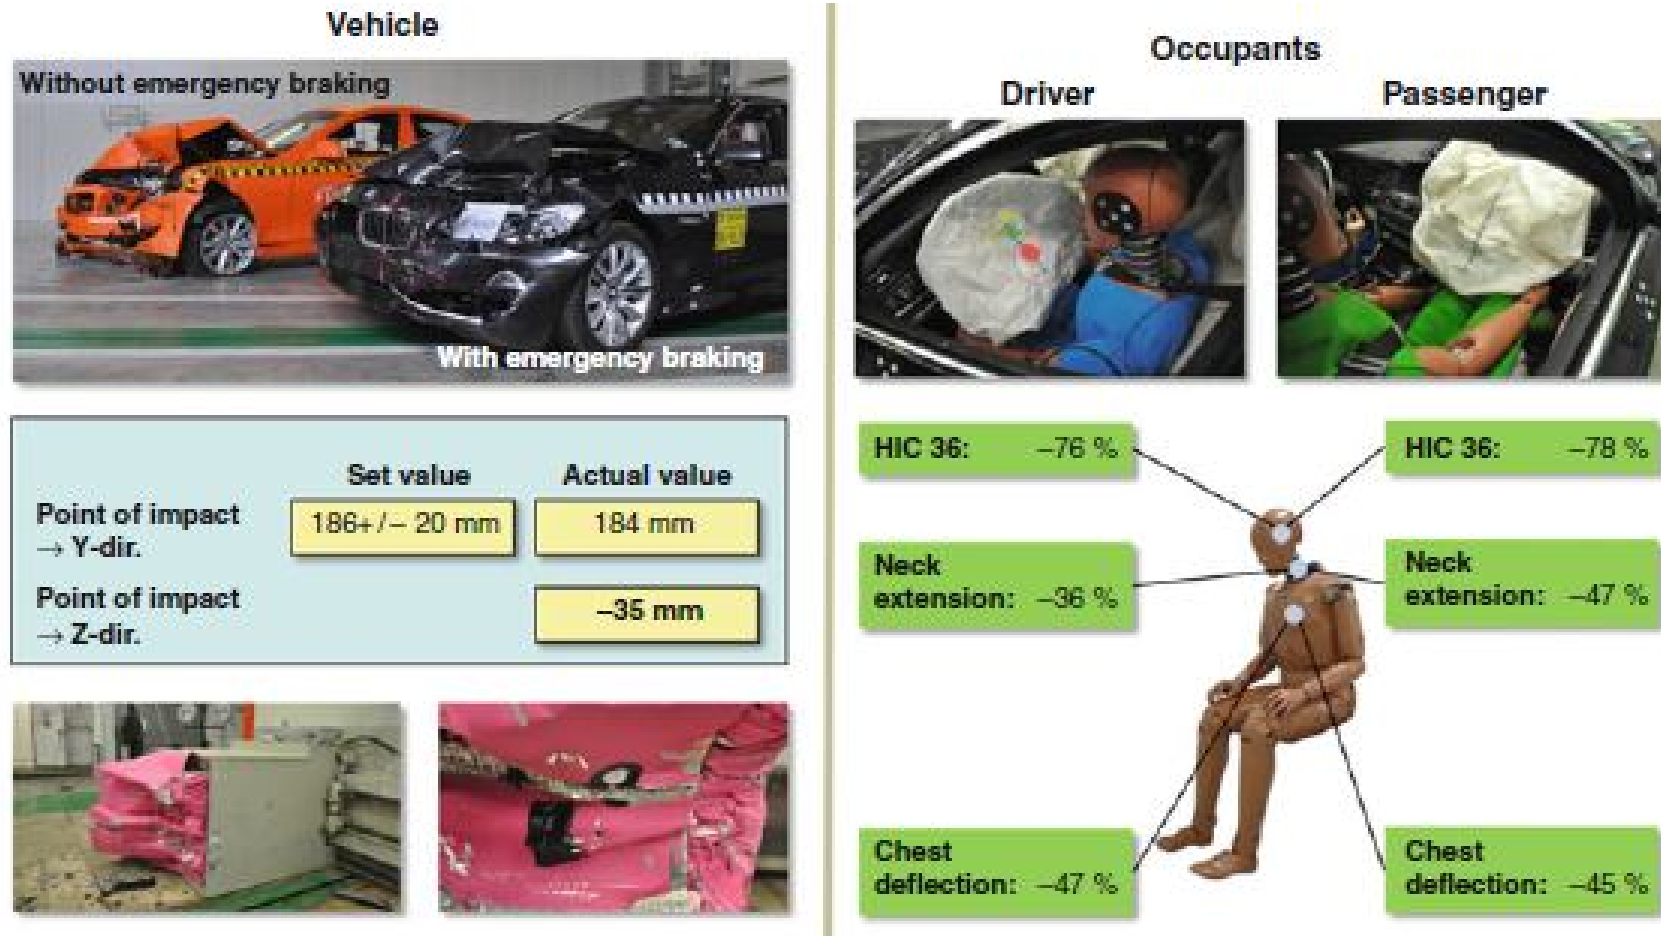 Vehicle
Without emergency braking
With emergency braking
Set value
Actual value
Point of impact
→ Y-dir.
186+/– 20 mm
184 mm
Point of impact
→ Z-dir.
–35 mm
Occupants
Driver
Passenger
HIC 36: –76 %
HIC 36: –78 %
Neck
extension: –36 %
Neck
extension: –47 %
Chest
deflection: –47 %
Chest
deflection: –45 %